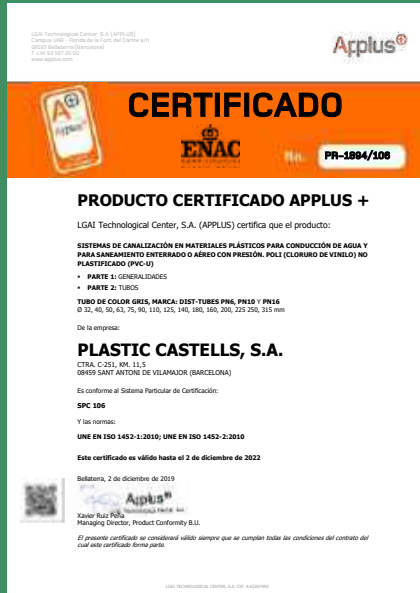 LGAI Technological Center, S.A. (APPLUS)
Campus UAB - Ronda de la Font del Carme s/n
08193 Bellaterra (Barcelona)
T +34 93 567 20 00
www.applus.com
Applus+
A+
Applus+
CERTIFICADO
ENAC
No. PR-1894/106
PRODUCTO CERTIFICADO APPLUS +
LGAI Technological Center, S.A. (APPLUS) certifica que el producto:
SISTEMAS DE CANALIZACIÓN EN MATERIALES PLÁSTICOS PARA CONDUCCIÓN DE AGUA Y
PARA SANEAMIENTO ENTERRADO O AÉREO CON PRESIÓN. POLI (CLORURO DE VINILO) NO
PLASTIFICADO (PVC-U)
• PARTE 1: GENERALIDADES
• PARTE 2: TUBOS
TUBO DE COLOR GRIS, MARCA: DIST-TUBES PN6, PN10 Y PN16
Ø 32, 40, 50, 63, 75, 90, 110, 125, 140, 180, 160, 200, 225 250, 315 mm
De la empresa:
PLASTIC CASTELLS, S.A.
CTRA. C-251, KM. 11,5
08459 SANT ANTONI DE VILAMAJOR (BARCELONA)
Es conforme al Sistema Particular de Certificación:
SPC 106
Y las normas:
UNE EN ISO 1452-1:2010; UNE EN ISO 1452-2:2010
Este certificado es válido hasta el 2 de diciembre de 2022
Bellaterra, 2 de diciembre de 2019
Applus+
Xavier Ruiz Peña
Managing Director, Product Conformity B.U.
El presente certificado se considerará válido siempre que se cumplan todas las condiciones del contrato del
cual este certificado forma parte.